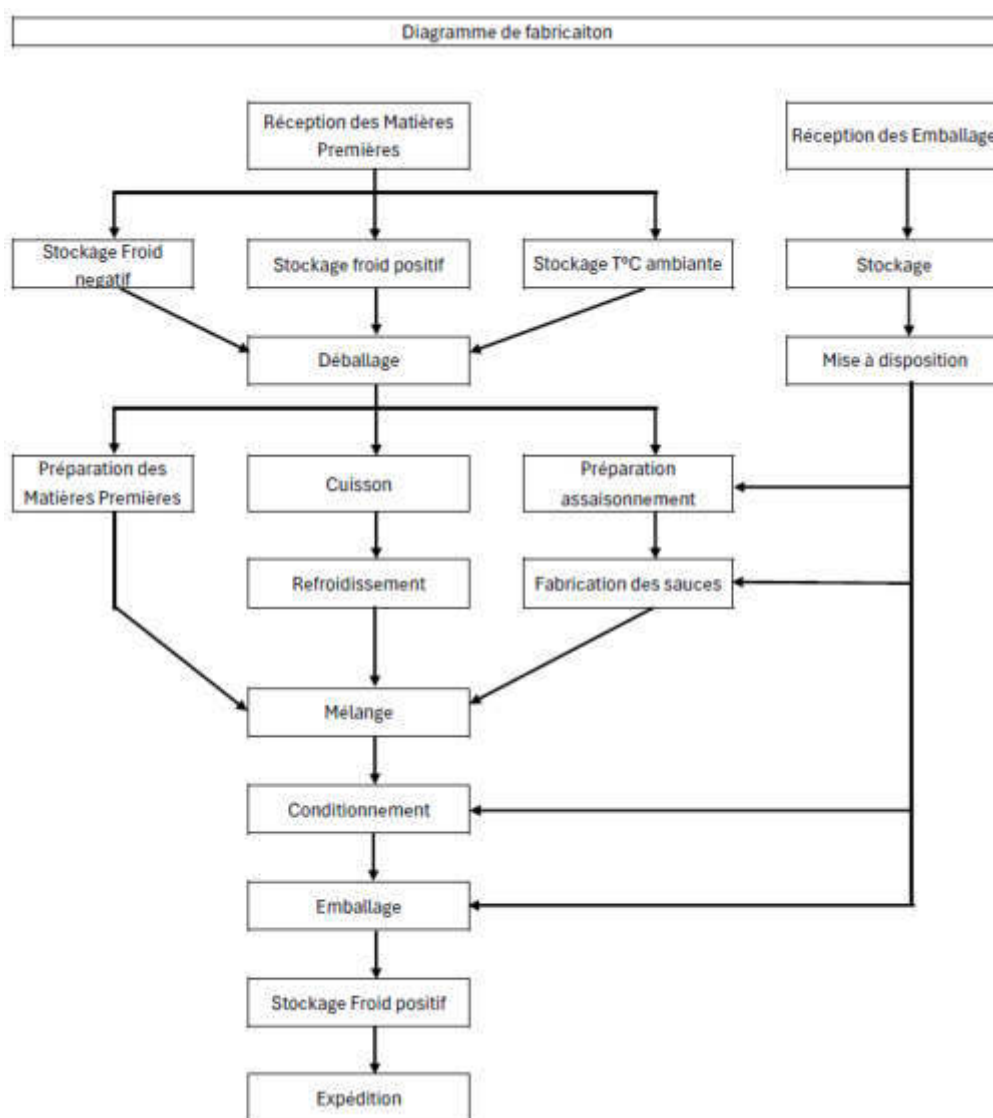 Diagramme de fabricaiton
Réception des Matières
Premières
Réception des Emballage
Stockage Froid
negatif
Stockage froid positif
Stockage T°C ambiante
Stockage
Déballage
Mise à disposition
Préparation des
Matières Premières
Cuisson
Préparation
assaisonnement
Refroidissement
Fabrication des sauces
Mélange
Conditionnement
Emballage
Stockage Froid positif
Expédition